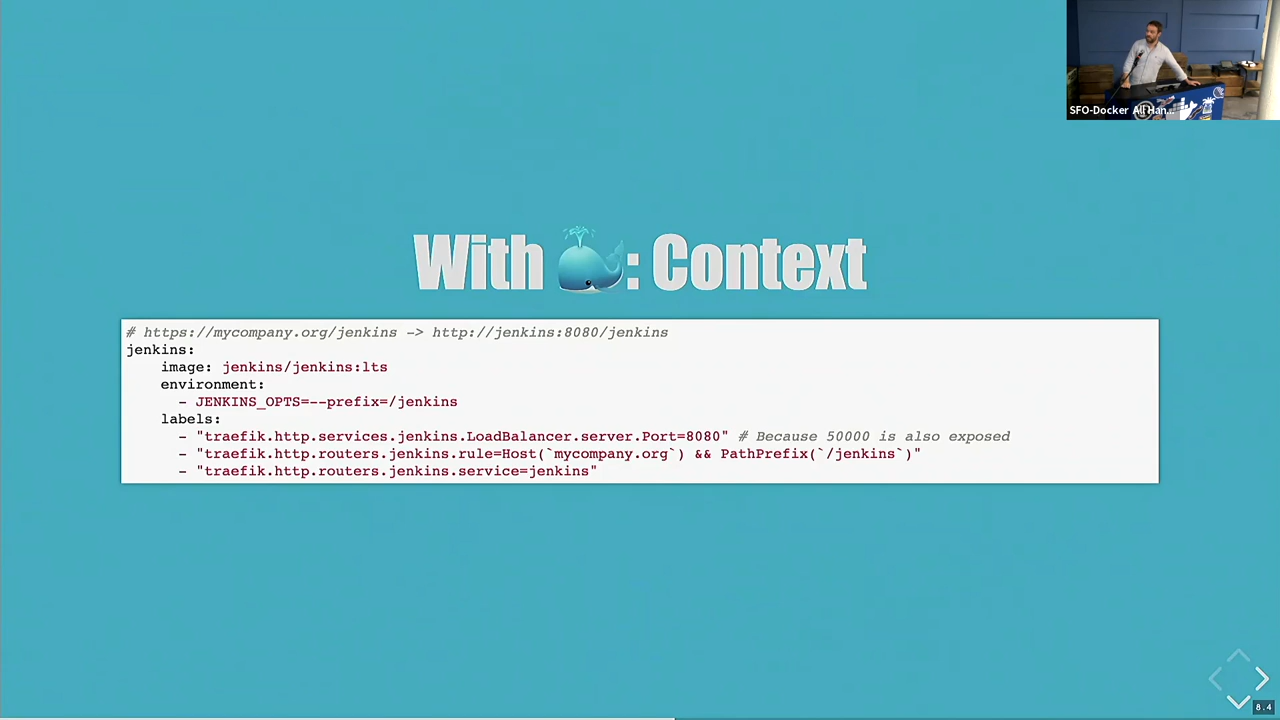 SFO-Docker All Han...
With 🐳: Context
# https://mycompany.org/jenkins -> http://jenkins:8080/jenkins
jenkins:
    image: jenkins/jenkins:lts
    environment:
      - JENKINS_OPTS=--prefix=/jenkins
    labels:
      - "traefik.http.services.jenkins.LoadBalancer.server.Port=8080" # Because 50000 is also exposed
      - "traefik.http.routers.jenkins.rule=Host(`mycompany.org`) && PathPrefix(`/jenkins`)"
      - "traefik.http.routers.jenkins.service=jenkins"
8.4